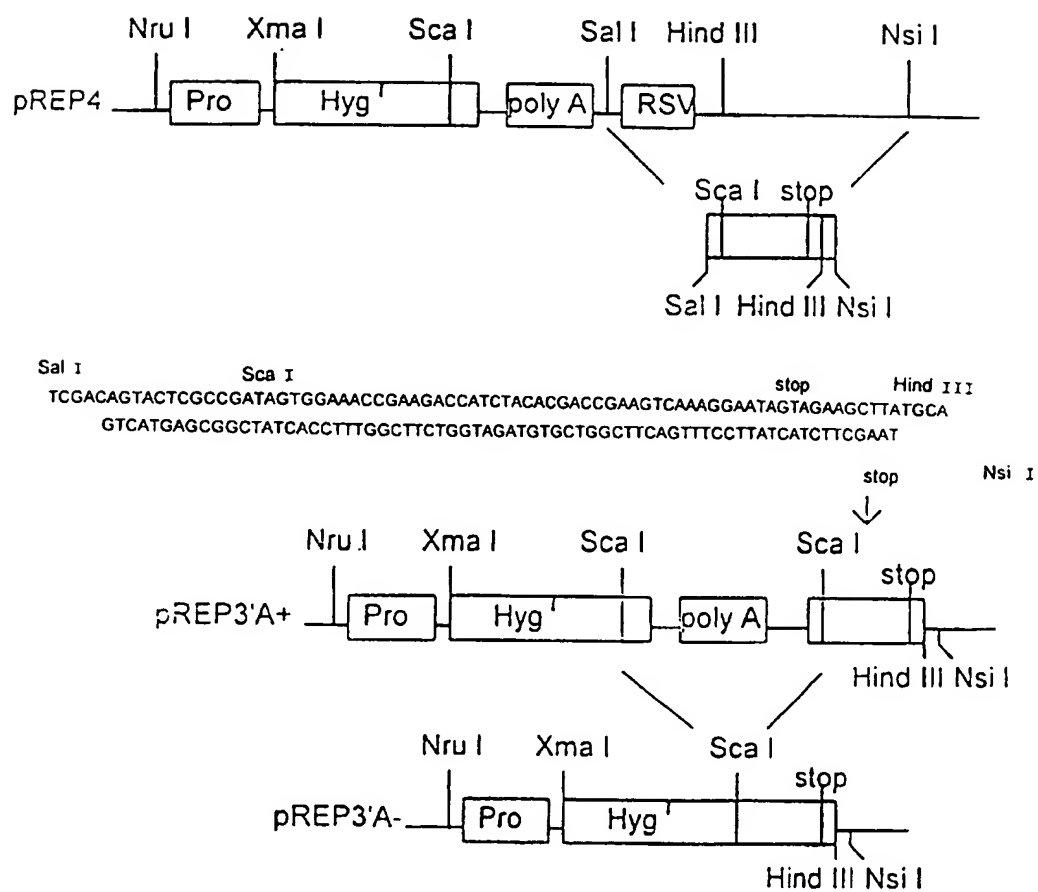 Nru I Xma I Sca I Sal I Hind III Nsi I
pREP4 Pro Hyg' poly A RSV
Sca I stop
Sal I Hind III Nsi I
Sal I Sca I stop Hind III
TCGACAGTACTCGCCGATAGTGGAAACCGAAGACCATCTACACGACCGAAGTCAAAGGAATAGTAGAAGCTTATGCA
GTCATGAGCGGCTATCACCTTTGGCTTCTGGTAGATGTGCTGGCTTCAGTTTCCTTATCATCTTCGAAT
stop Nsi I
Nru I Xma I Sca I Sca I
stop
pREP3'A+ Pro Hyg' poly A
Hind III Nsi I
Nru I Xma I Sca I
stop
pREP3'A- Pro Hyg'
Hind III Nsi I